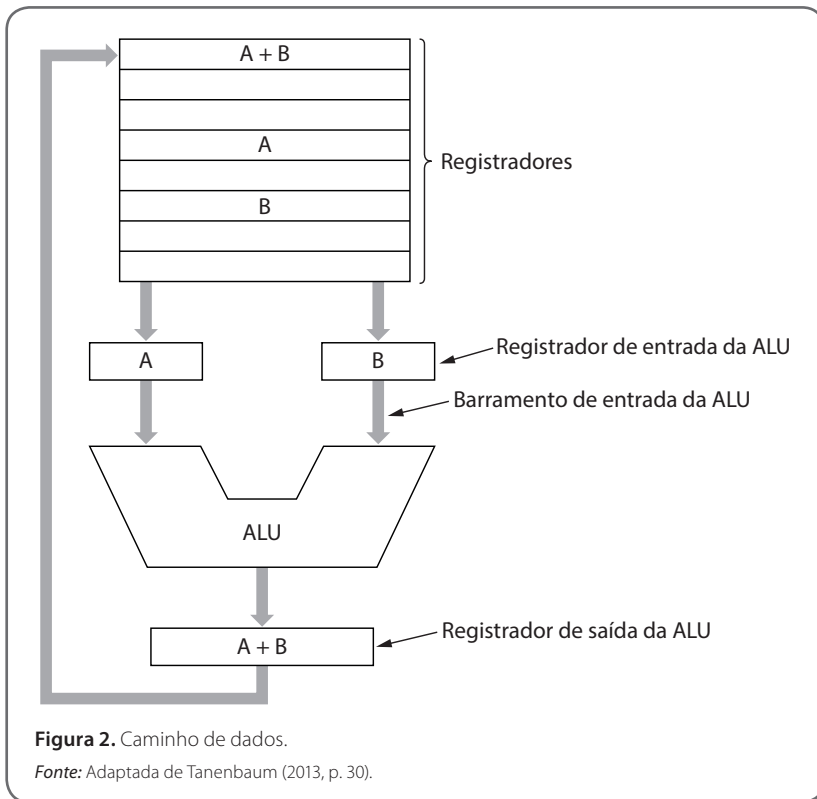 A + B
A
Registradores
B
A
B
Registrador de entrada da ALU
Barramento de entrada da ALU
ALU
A + B
Registrador de saída da ALU
Figura 2. Caminho de dados.
Fonte: Adaptada de Tanenbaum (2013, p. 30).